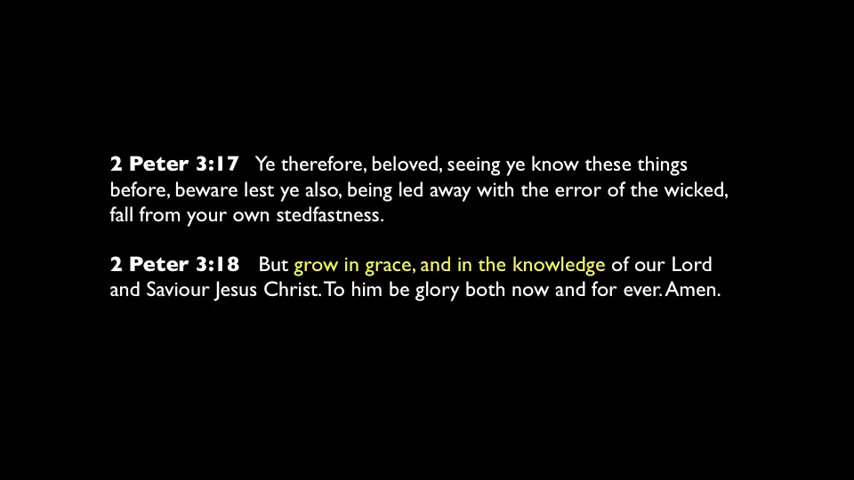 2 Peter 3:17 Ye therefore, beloved, seeing ye know these things
before, beware lest ye also, being led away with the error of the wicked,
fall from your own stedfastness.
2 Peter 3:18 But grow in grace, and in the knowledge of our Lord
and Saviour Jesus Christ. To him be glory both now and for ever. Amen.